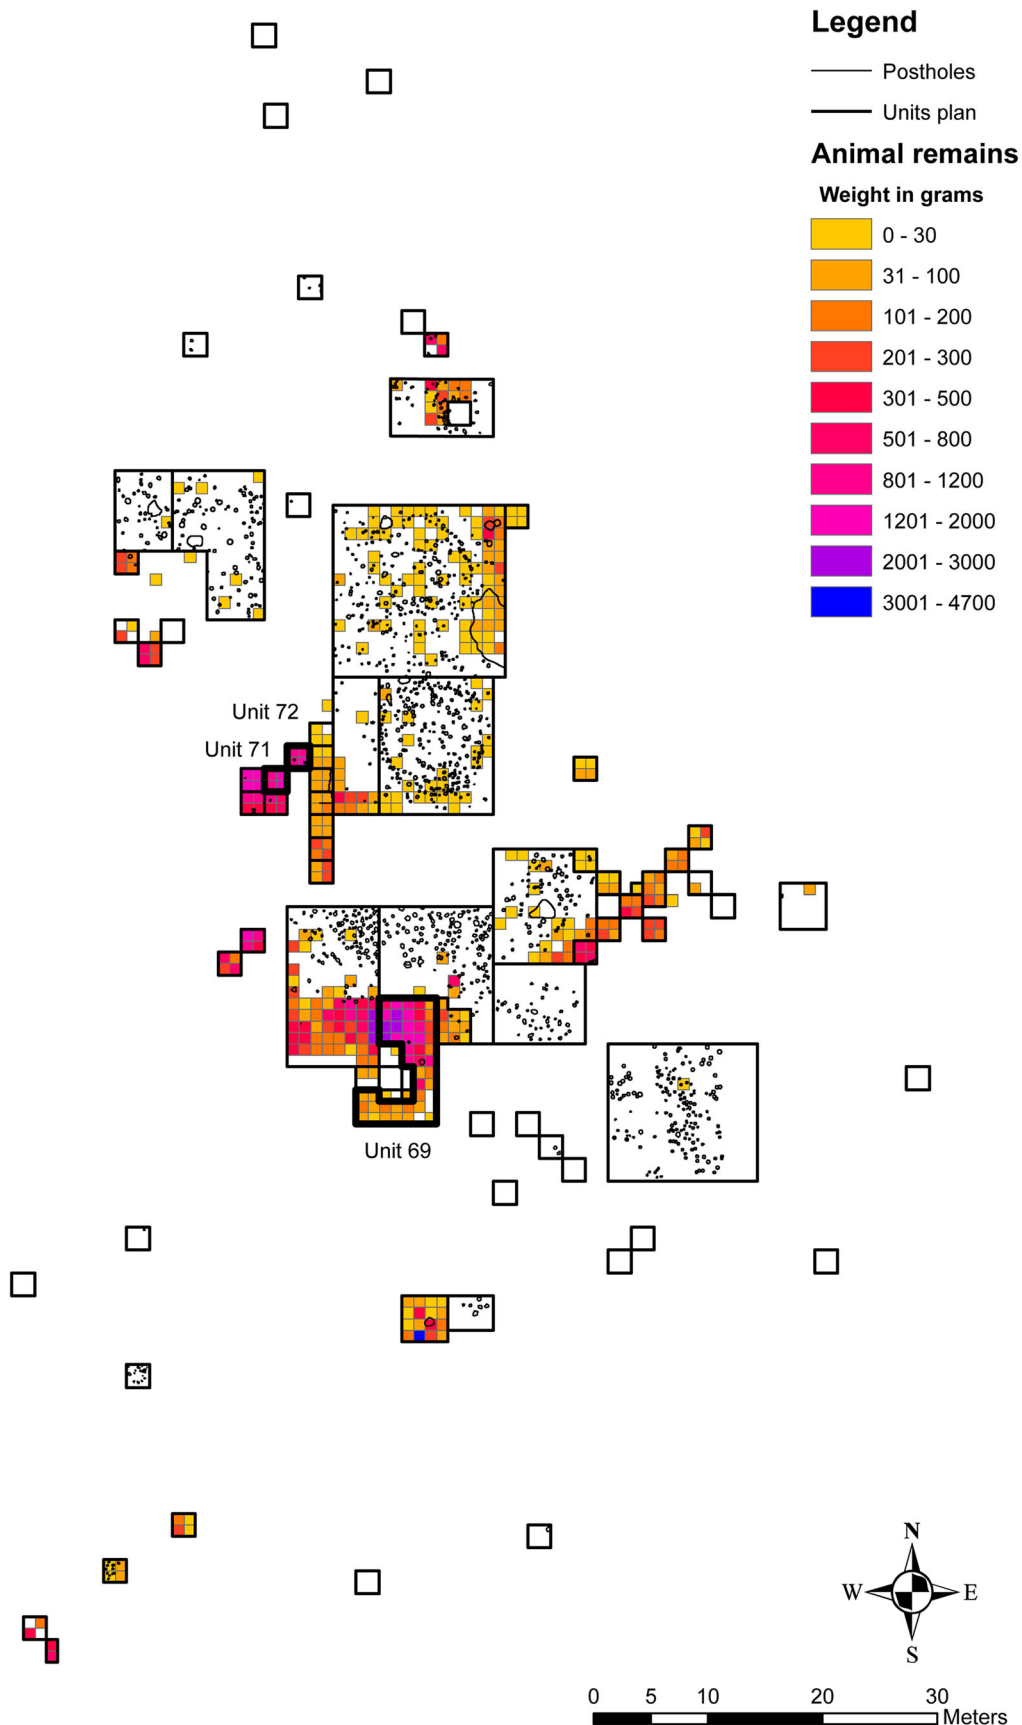 Legend
Postholes
Units plan
Animal remains
Weight in grams
0 - 30
31 - 100
101 - 200
201 - 300
301 - 500
501 - 800
801 - 1200
1201 - 2000
2001 - 3000
3001 - 4700
Unit 72
Unit 71
Unit 69
N
W E
S
0 5 10 20 30
Meters